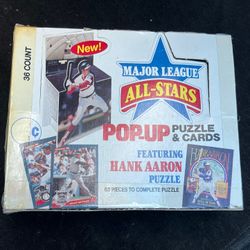 36 COUNT
New!
MAJOR LEAGUE
ALL-STARS
POP-UP PUZZLE
& CARDS
FEATURING
HANK AARON
PUZZLE
63 PIECES TO COMPLETE PUZZLE